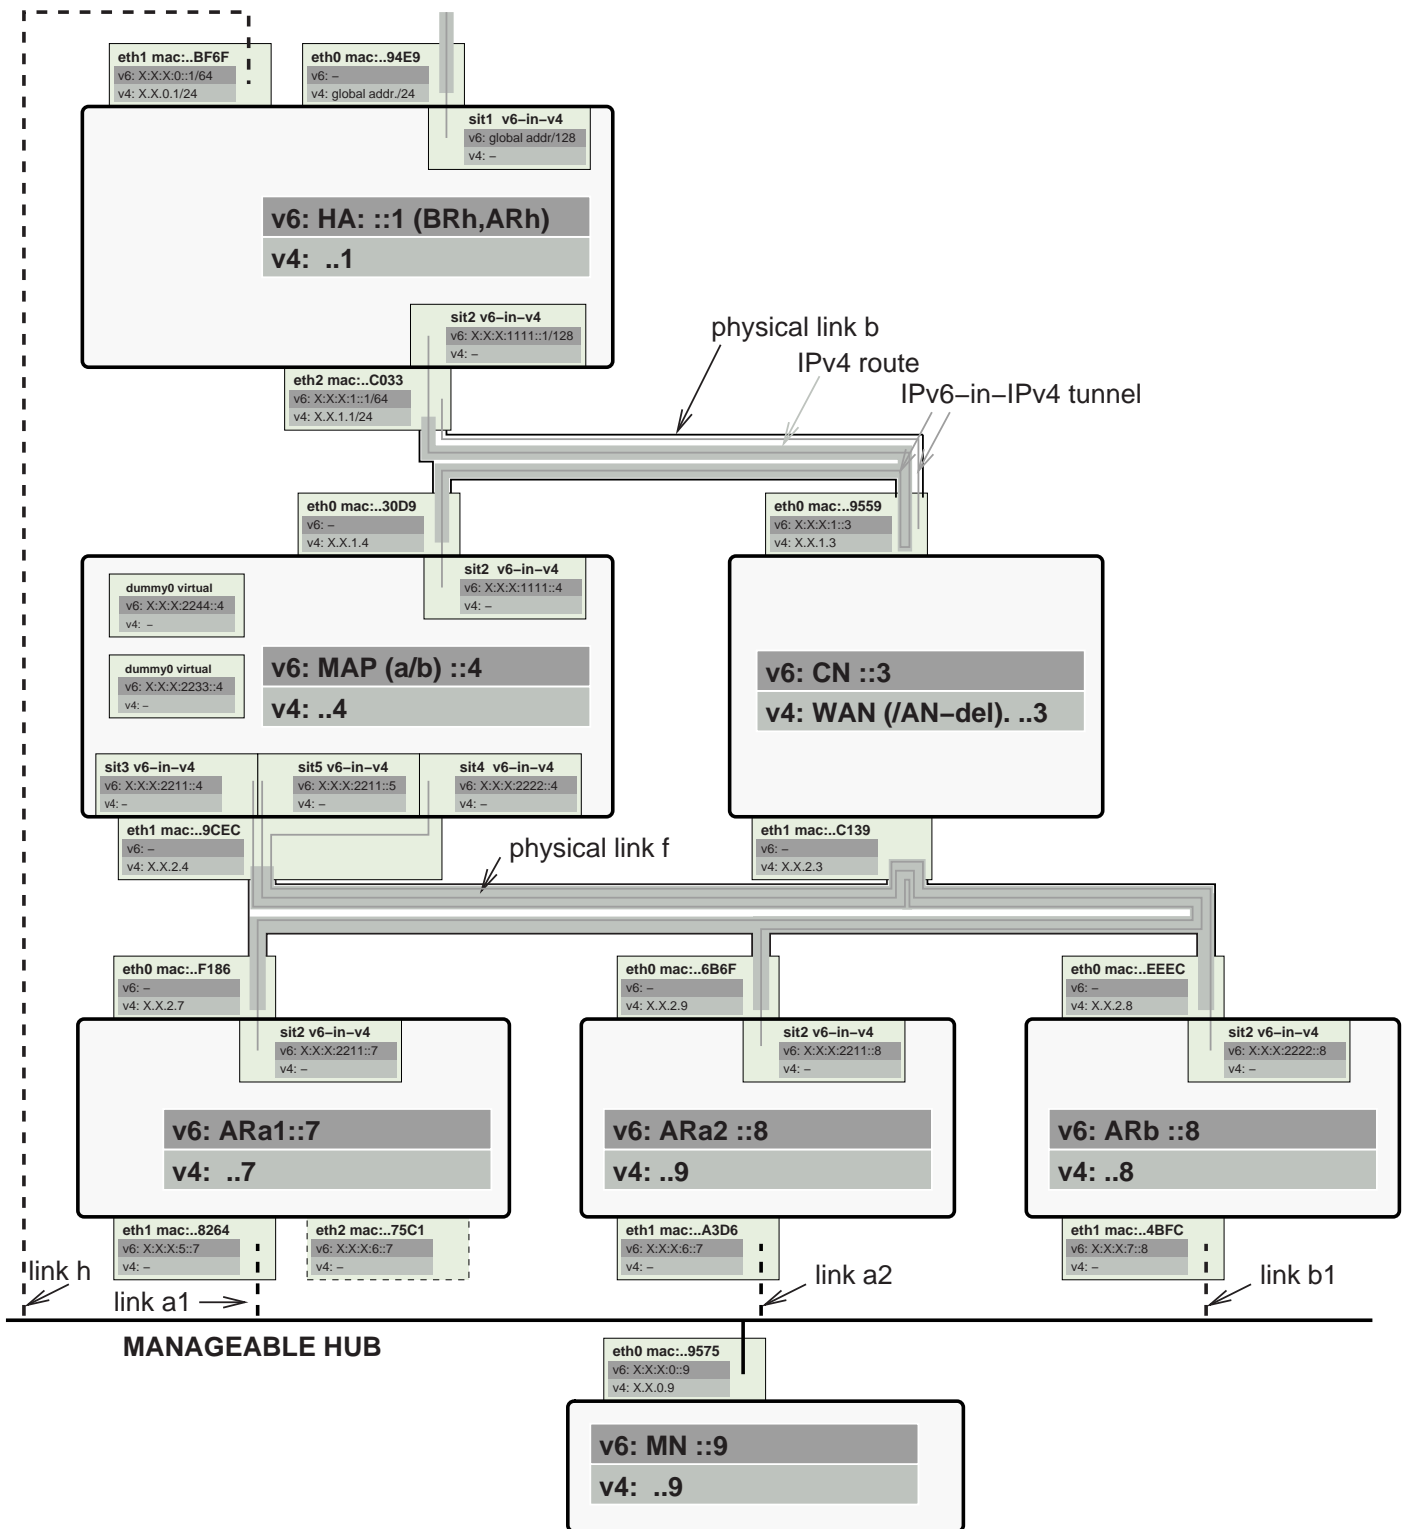 eth1 mac:..BF6F
v6: X:X:X:0::1/64
v4: X.X.0.1/24
eth0 mac:..94E9
v6: –
v4: global addr./24
sit1 v6–in–v4
v6: global addr/128
v4: –
v6: HA: ::1 (BRh,ARh)
v4: ..1
sit2 v6–in–v4
v6: X:X:X:1111::1/128
v4: –
eth2 mac:..C033
v6: X:X:X:1::1/64
v4: X.X.1.1/24
physical link b
IPv4 route
IPv6–in–IPv4 tunnel
eth0 mac:..30D9
v6: –
v4: X.X.1.4
eth0 mac:..9559
v6: X:X:X:1::3
v4: X.X.1.3
sit2 v6–in–v4
v6: X:X:X:1111::4
v4: –
dummy0 virtual
v6: X:X:X:2244::4
v4: –
dummy0 virtual
v6: X:X:X:2233::4
v4: –
v6: MAP (a/b) ::4
v4: ..4
v6: CN ::3
v4: WAN (/AN–del). ..3
sit3 v6–in–v4
v6: X:X:X:2211::4
v4: –
sit5 v6–in–v4
v6: X:X:X:2211::5
v4: –
sit4 v6–in–v4
v6: X:X:X:2222::4
v4: –
eth1 mac:..9CEC
v6: –
v4: X.X.2.4
physical link f
eth1 mac:..C139
v6: –
v4: X.X.2.3
eth0 mac:..F186
v6: –
v4: X.X.2.7
eth0 mac:..6B6F
v6: –
v4: X.X.2.9
eth0 mac:..EEEC
v6: –
v4: X.X.2.8
sit2 v6–in–v4
v6: X:X:X:2211::7
v4: –
sit2 v6–in–v4
v6: X:X:X:2211::8
v4: –
sit2 v6–in–v4
v6: X:X:X:2222::8
v4: –
v6: ARa1::7
v4: ..7
v6: ARa2 ::8
v4: ..9
v6: ARb ::8
v4: ..8
eth1 mac:..8264
v6: X:X:X:5::7
v4: –
eth2 mac:..75C1
v6: X:X:X:6::7
v4: –
eth1 mac:..A3D6
v6: X:X:X:6::7
v4: –
eth1 mac:..4BFC
v6: X:X:X:7::8
v4: –
link h
link a1
link a2
link b1
MANAGEABLE HUB
eth0 mac:..9575
v6: X:X:X:0::9
v4: X.X.0.9
v6: MN ::9
v4: ..9